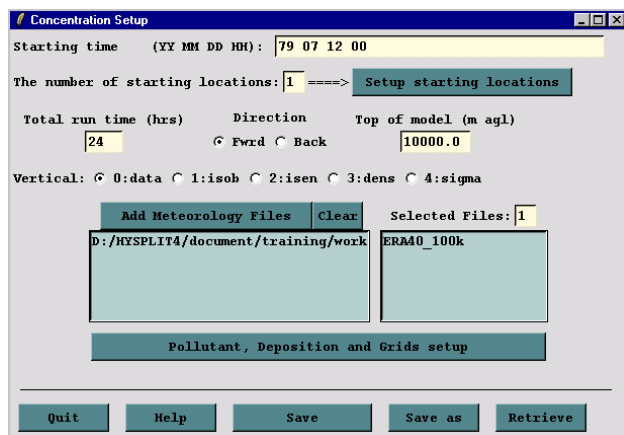 Concentration Setup
Starting time (YY MM DD HH): 79 07 12 00
The number of starting locations: 1 ====> Setup starting locations
Total run time (hrs) Direction Top of model (m agl)
24 Fwrd Back 10000.0
Vertical: 0:data 1:isob 2:isen 3:dens 4:sigma
Add Meteorology Files Clear Selected Files: 1
D:/HYSPLIT4/document/training/work ERA40_100k
Pollutant, Deposition and Grids setup
Quit Help Save Save as Retrieve